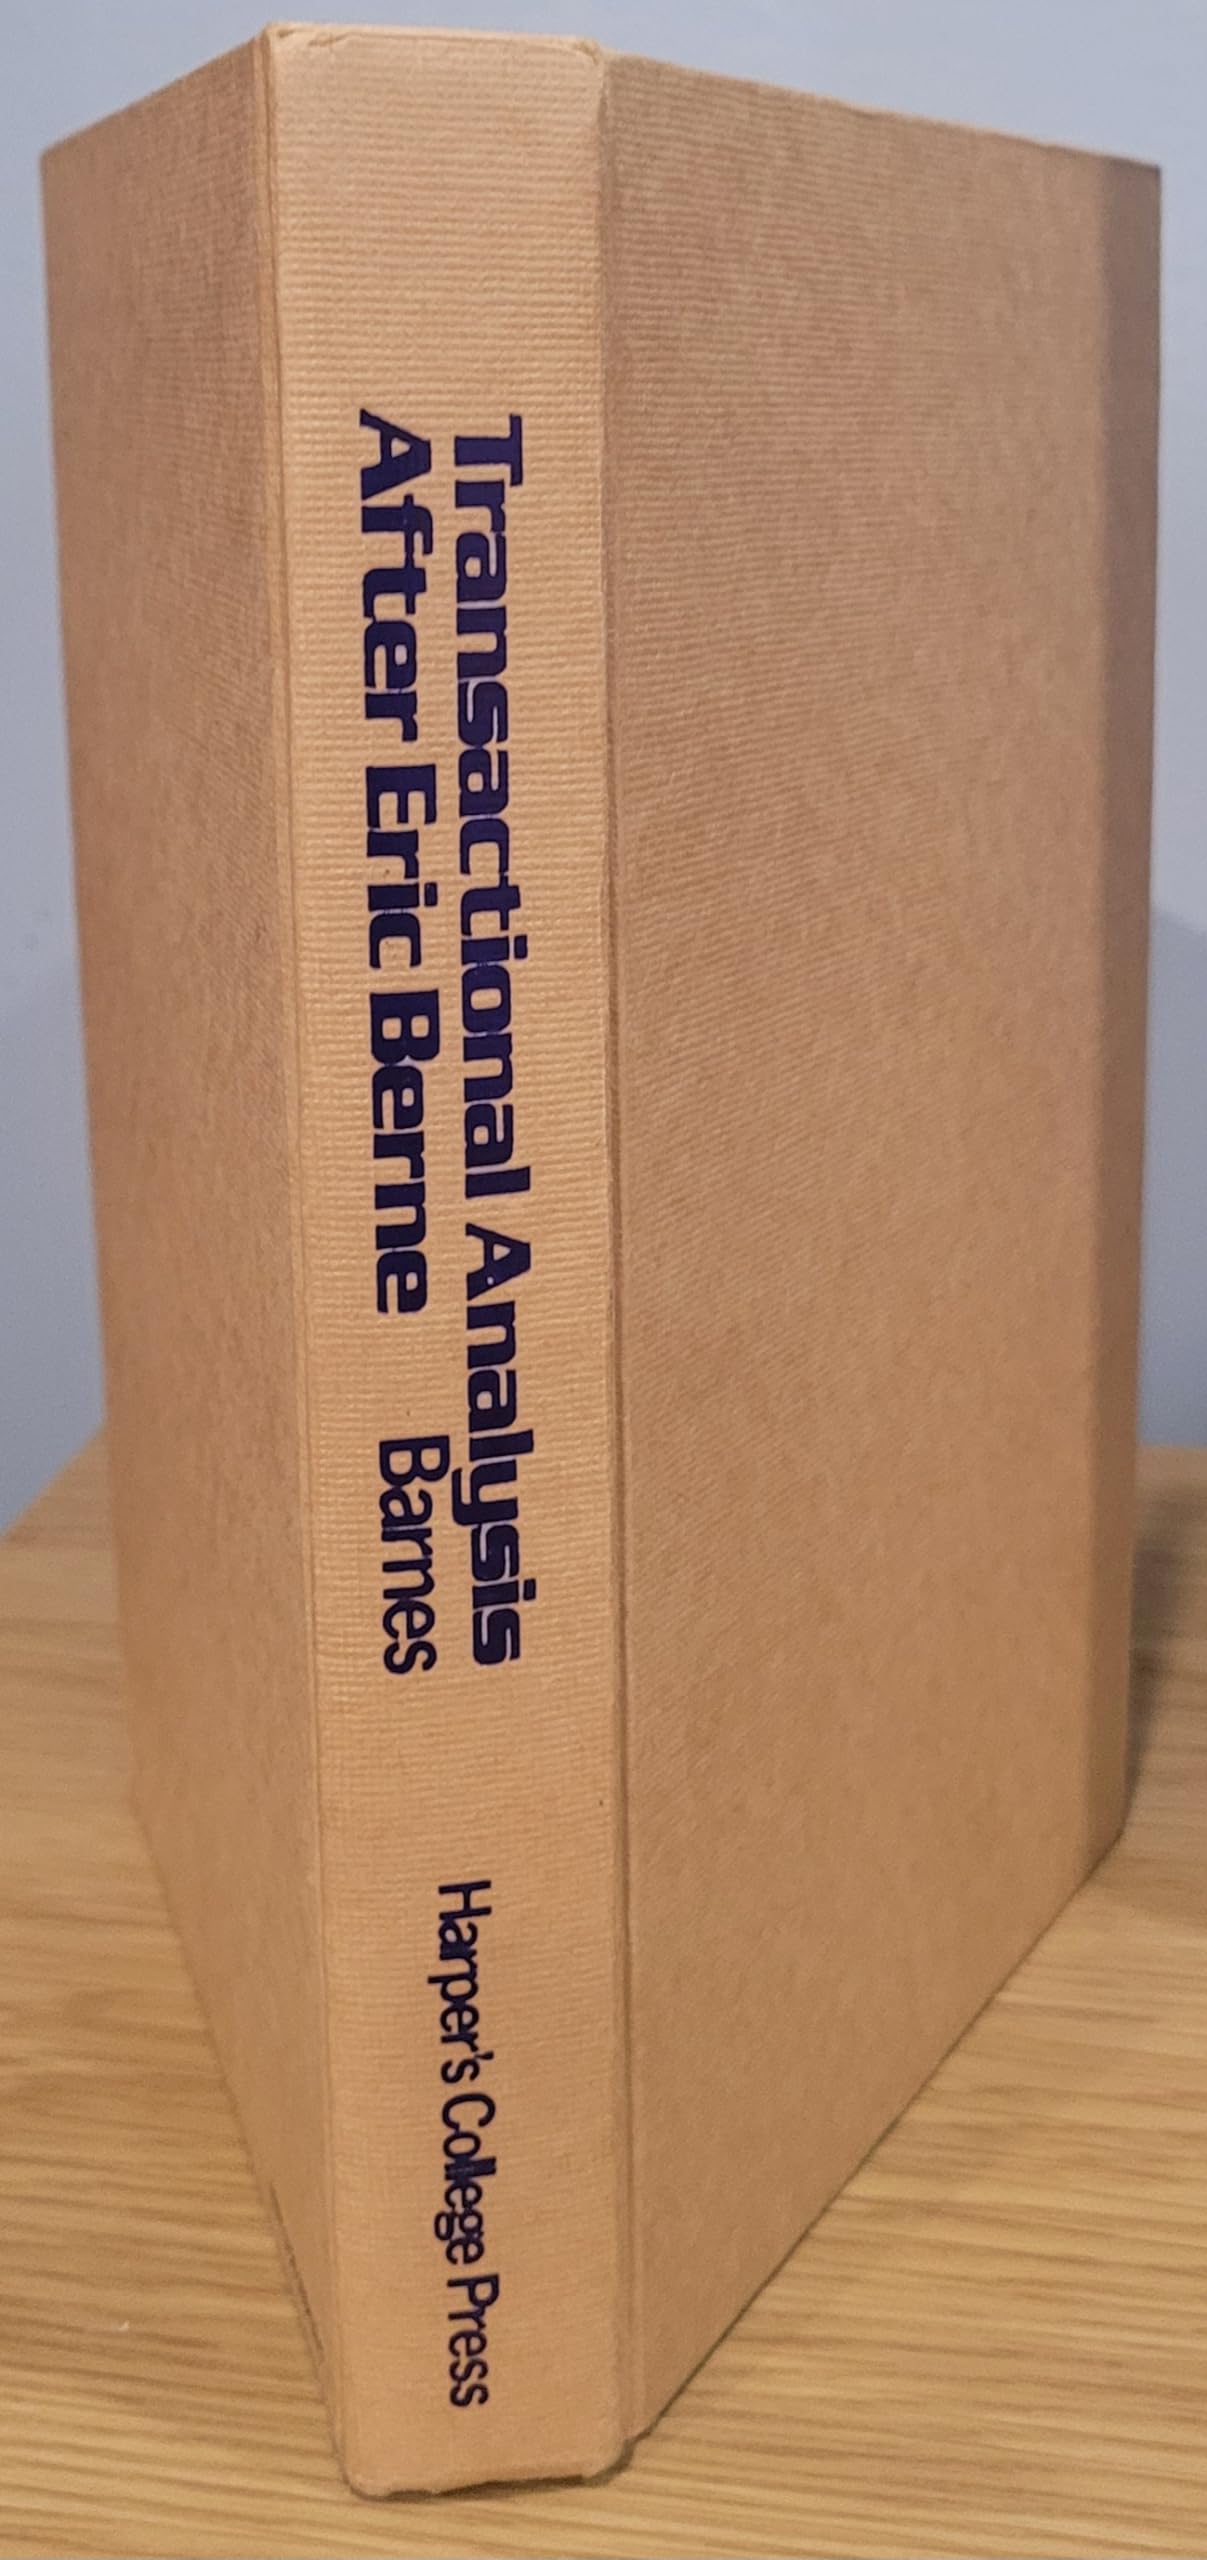 Transactional Analysis
After Eric Berne Barnes
Harper's College Press